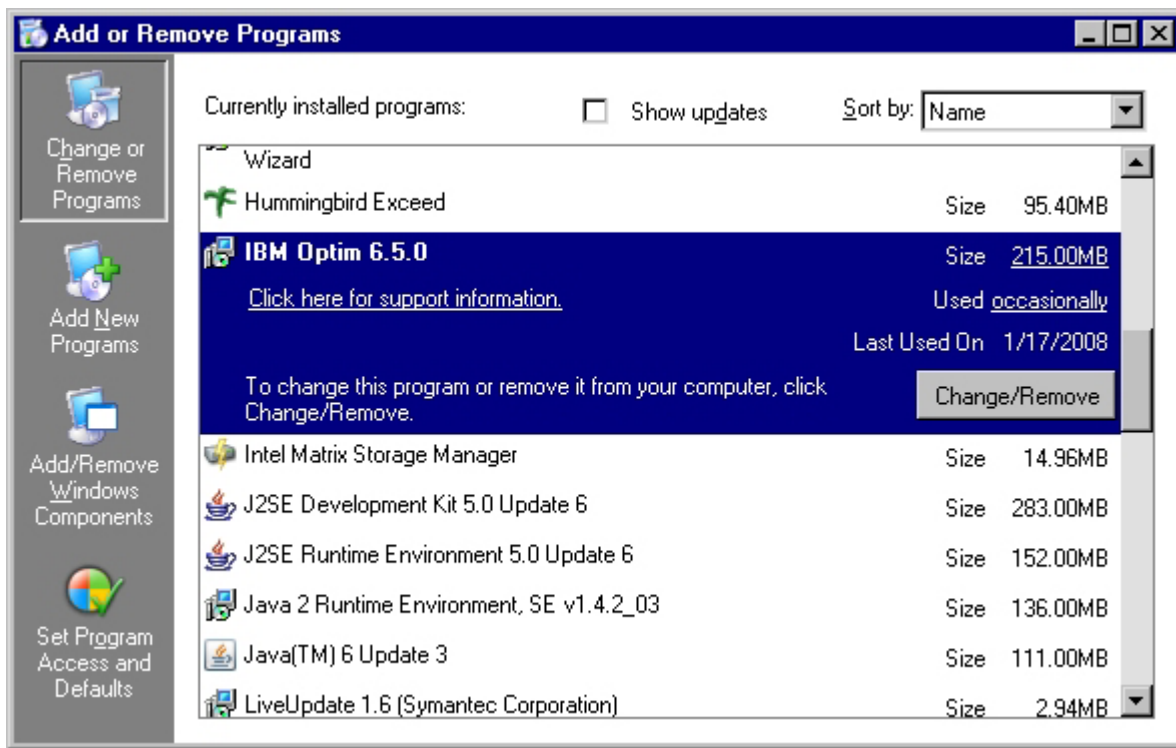 Add or Remove Programs
Change or
Remove
Programs
Add New
Programs
Add/Remove
Windows
Components
Set Program
Access and
Defaults
Currently installed programs:
Show updates
Sort by: Name
Wizard
Hummingbird Exceed Size 95.40MB
IBM Optim 6.5.0 Size 215.00MB
Click here for support information. Used occasionally
Last Used On 1/17/2008
To change this program or remove it from your computer, click
Change/Remove.
Change/Remove
Intel Matrix Storage Manager Size 14.96MB
J2SE Development Kit 5.0 Update 6 Size 283.00MB
J2SE Runtime Environment 5.0 Update 6 Size 152.00MB
Java 2 Runtime Environment, SE v1.4.2_03 Size 136.00MB
Java(TM) 6 Update 3 Size 111.00MB
LiveUpdate 1.6 (Symantec Corporation) Size 2.94MB